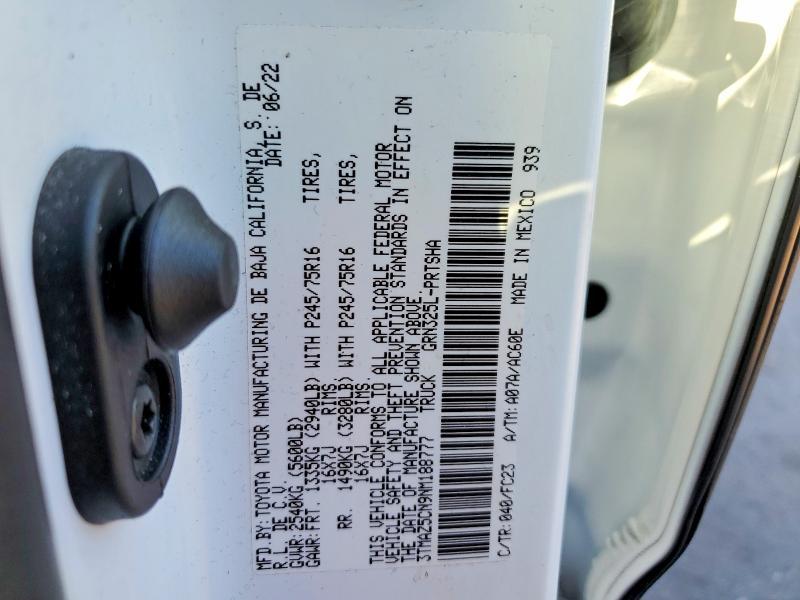 MFD.BY:TOYOTA MOTOR MANUFACTURING DE BAJA CALIFORNIA, S. DE
R.L. DE C.V. DATE: 06/22
GVWR:2540KG(5600LB)
GAWR:FRT. 1335KG (2940LB) WITH P245/75R16 TIRES,
16X7J RIMS.
RR. 1490KG (3280LB) WITH P245/75R16 TIRES,
16X7J RIMS.
THIS VEHICLE CONFORMS TO ALL APPLICABLE FEDERAL MOTOR
VEHICLE SAFETY AND THEFT PREVENTION STANDARDS IN EFFECT ON
THE DATE OF MANUFACTURE SHOWN ABOVE.
3TMAZ5CN9NM188777 TRUCK GRN325L-PRTSHA
C/TR:040/FC23 A/TM:A07A/AC60E MADE IN MEXICO 939